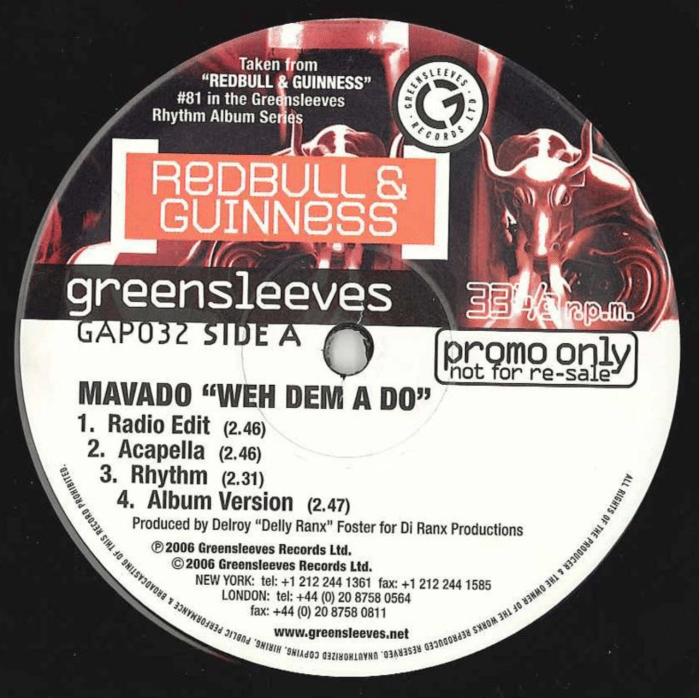 Taken from
"REDBULL & GUINNESS"
#81 in the Greensleeves
Rhythm Album Series
GREENSLEEVES
RECORDS LTD
G
REDBULL &
GUINNESS
greensleeves
33 1/3 r.p.m.
GAP032 SIDE A
promo only
not for re-sale
MAVADO "WEH DEM A DO"
1. Radio Edit (2.46)
2. Acapella (2.46)
3. Rhythm (2.31)
4. Album Version (2.47)
Produced by Delroy "Delly Ranx" Foster for Di Ranx Productions
℗2006 Greensleeves Records Ltd.
©2006 Greensleeves Records Ltd.
NEW YORK: tel: +1 212 244 1361 fax: +1 212 244 1585
LONDON: tel: +44 (0) 20 8758 0564
fax: +44 (0) 20 8758 0811
www.greensleeves.net
ALL RIGHTS OF THE PRODUCER & THE OWNER OF THE WORKS REPRODUCED RESERVED. UNAUTHORIZED COPYING, HIRING, PUBLIC PERFORMANCE & BROADCASTING OF THIS RECORD PROHIBITED.